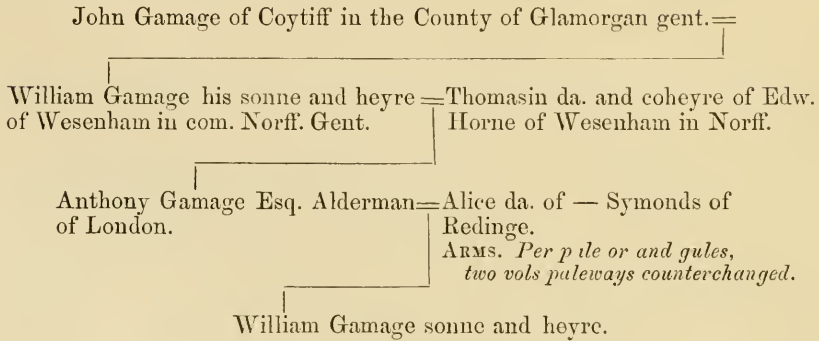 John Gamage of Coytiff in the County of Glamorgan gent.=
William Gamage his sonne and heyre=Thomasin da. and coheyre of Edw.
of Wesenham in com. Norff. Gent. Horne of Wesenham in Norff.
Anthony Gamage Esq. Alderman=Alice da. of — Symonds of
of London. Redinge.
ARMS. Per p ile or and gules,
two vols paleways counterchanged.
William Gamage sonne and heyre.